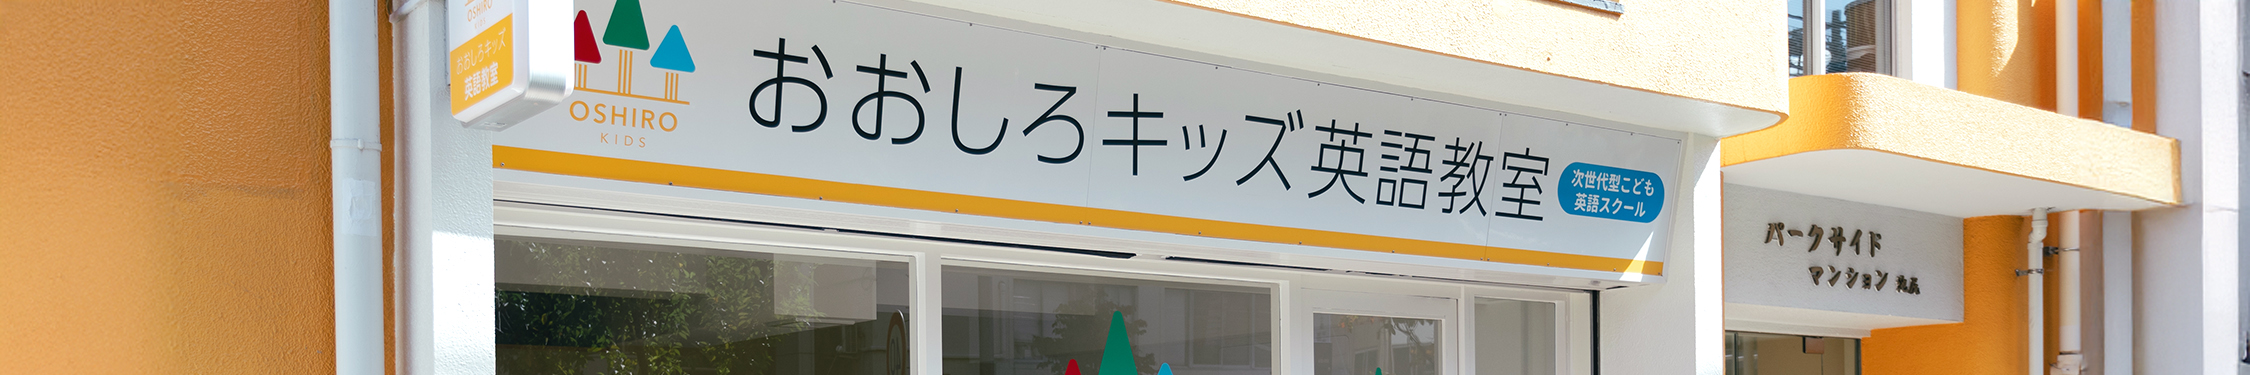 OSHIRO
KIDS
おおしろキッズ
英語教室
OSHIRO
KIDS
おおしろキッズ英語教室
次世代型こども
英語スクール
パークサイド
マンション